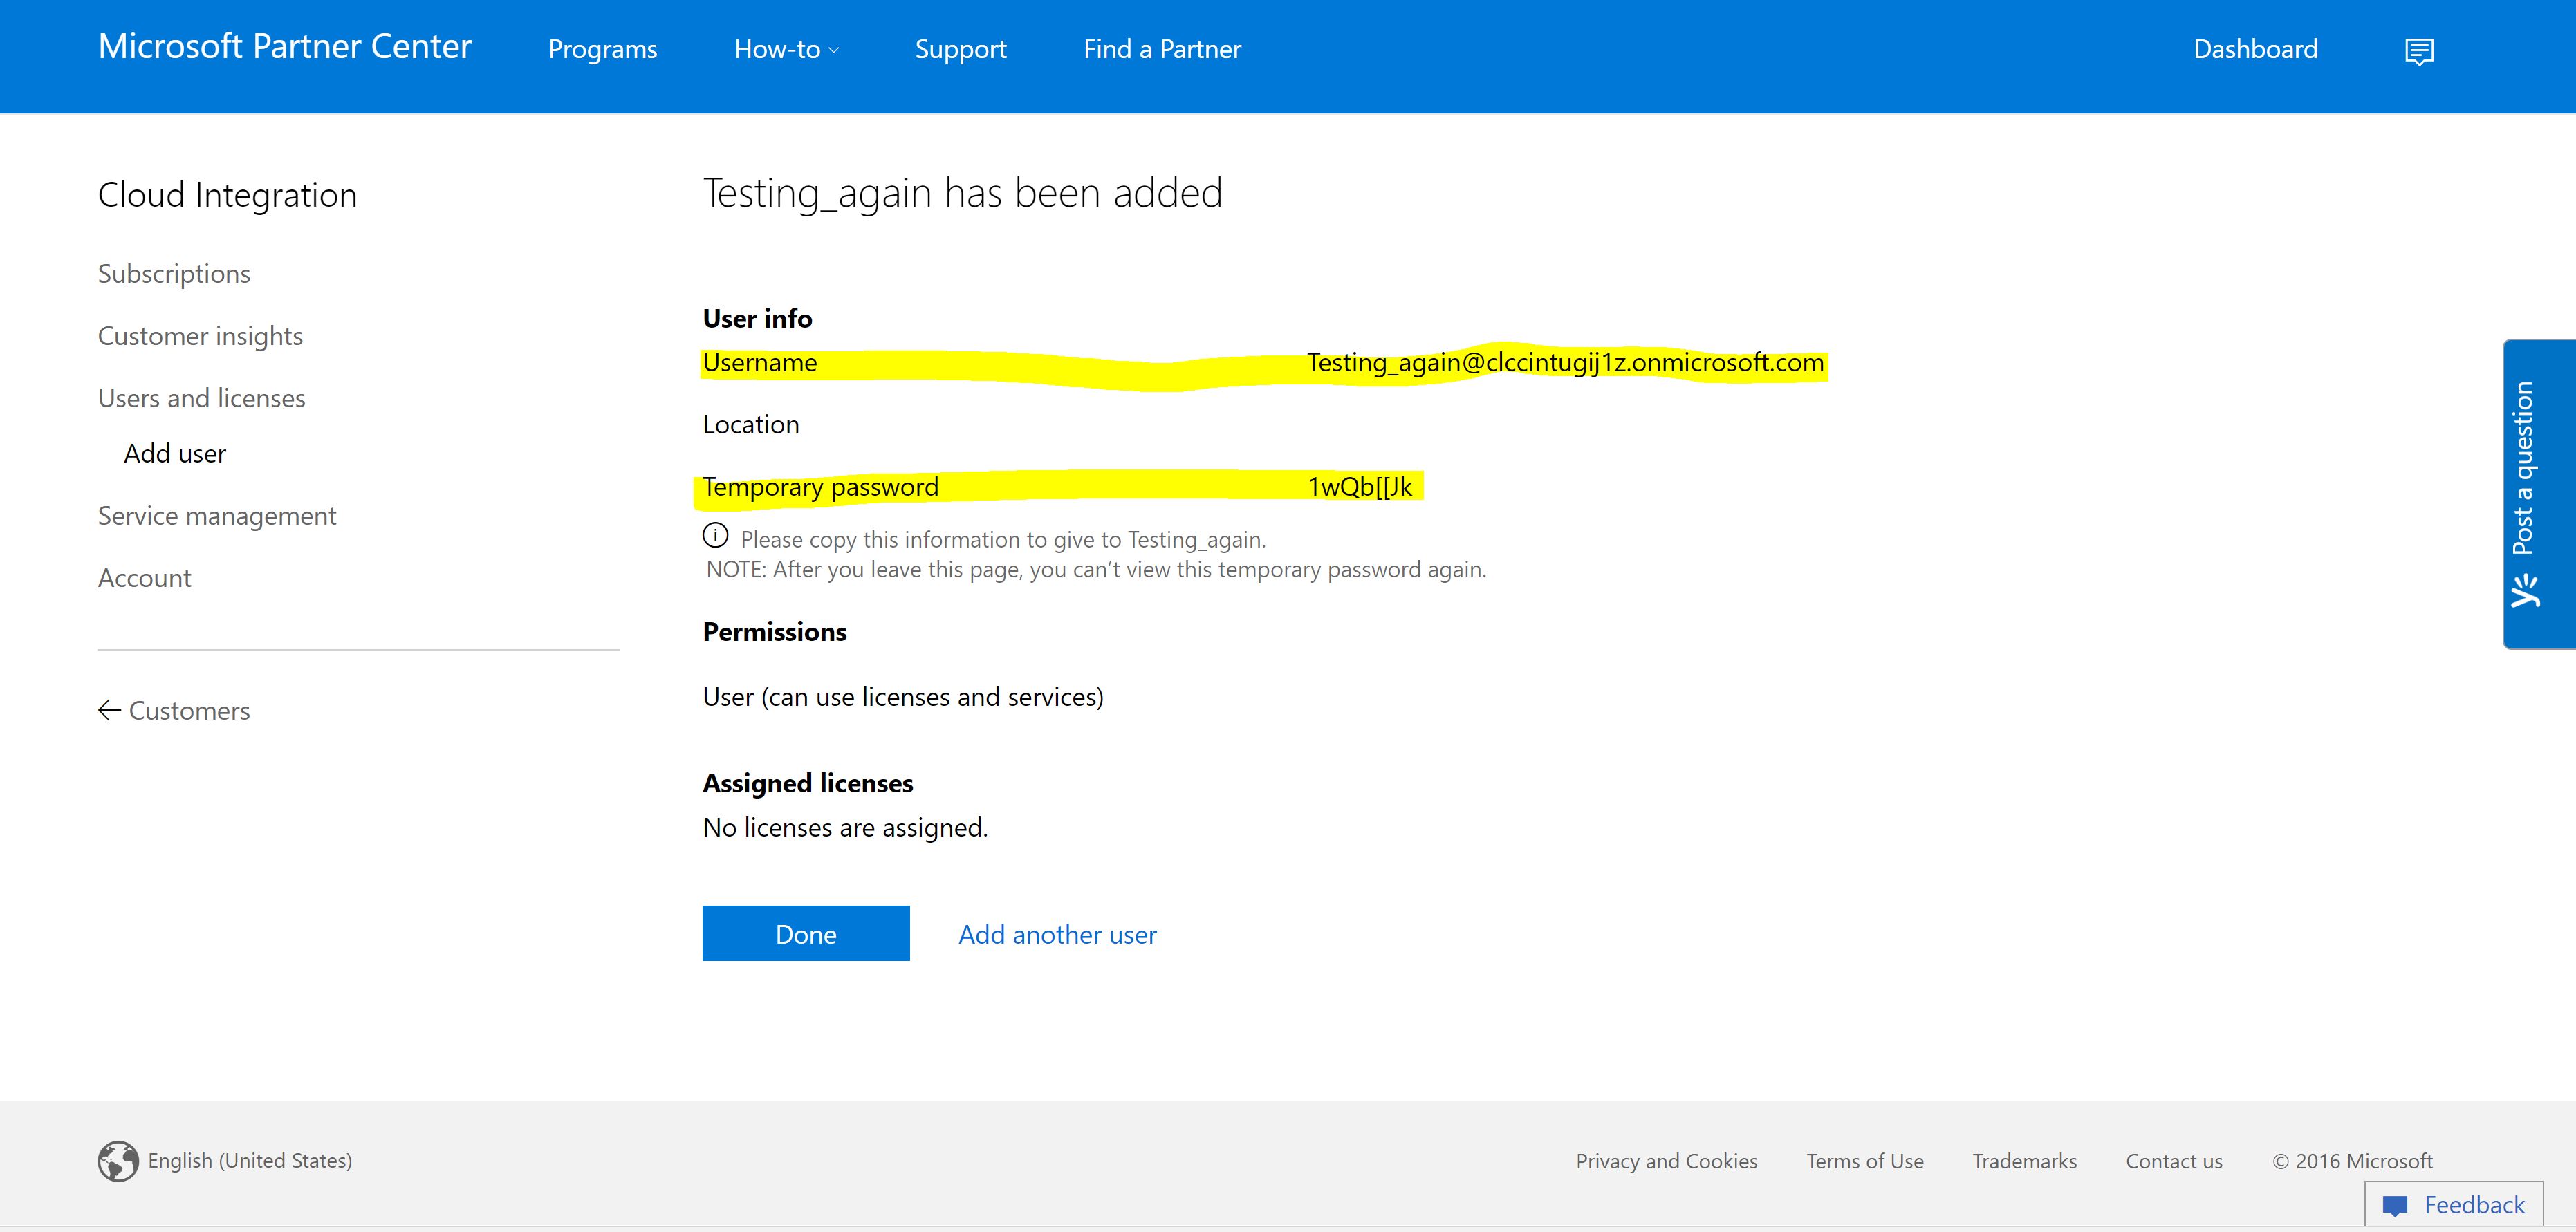 Microsoft Partner Center Programs How-to Support Find a Partner Dashboard
Cloud Integration
Subscriptions
Customer insights
Users and licenses
Add user
Service management
Account
Customers
Testing_again has been added
User info
Username Testing_again@clccintugij1z.onmicrosoft.com
Location
Temporary password 1wQb[[Jk
Please copy this information to give to Testing_again.
NOTE: After you leave this page, you can’t view this temporary password again.
Permissions
User (can use licenses and services)
Assigned licenses
No licenses are assigned.
Done Add another user
Post a question
English (United States) Privacy and Cookies Terms of Use Trademarks Contact us © 2016 Microsoft
Feedback